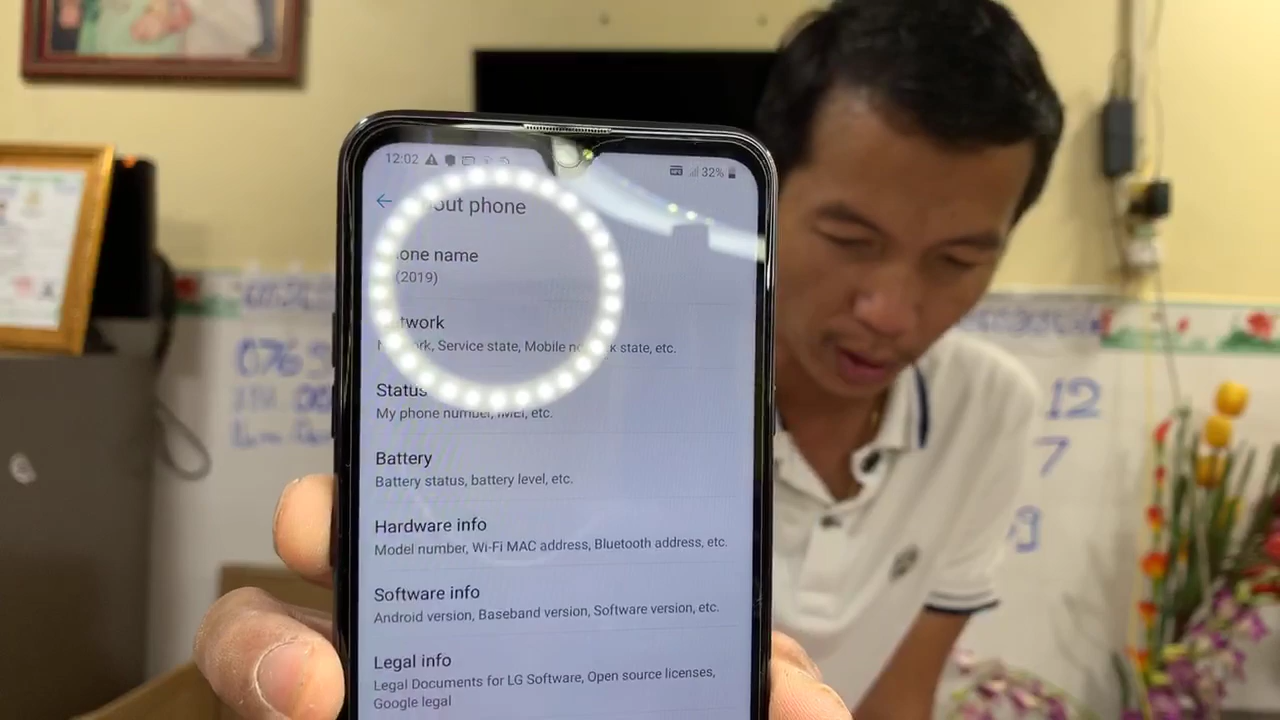 12:02
32%
out phone
one name
(2019)
twork
Service state, Mobile state, etc.
Status
My phone number, IMEI, etc.
Battery
Battery status, battery level, etc.
Hardware info
Model number, Wi-Fi MAC address, Bluetooth address, etc.
Software info
Android version, Baseband version, Software version, etc.
Legal info
Legal Documents for LG Software, Open source licenses,
Google legal
076
12
7
9